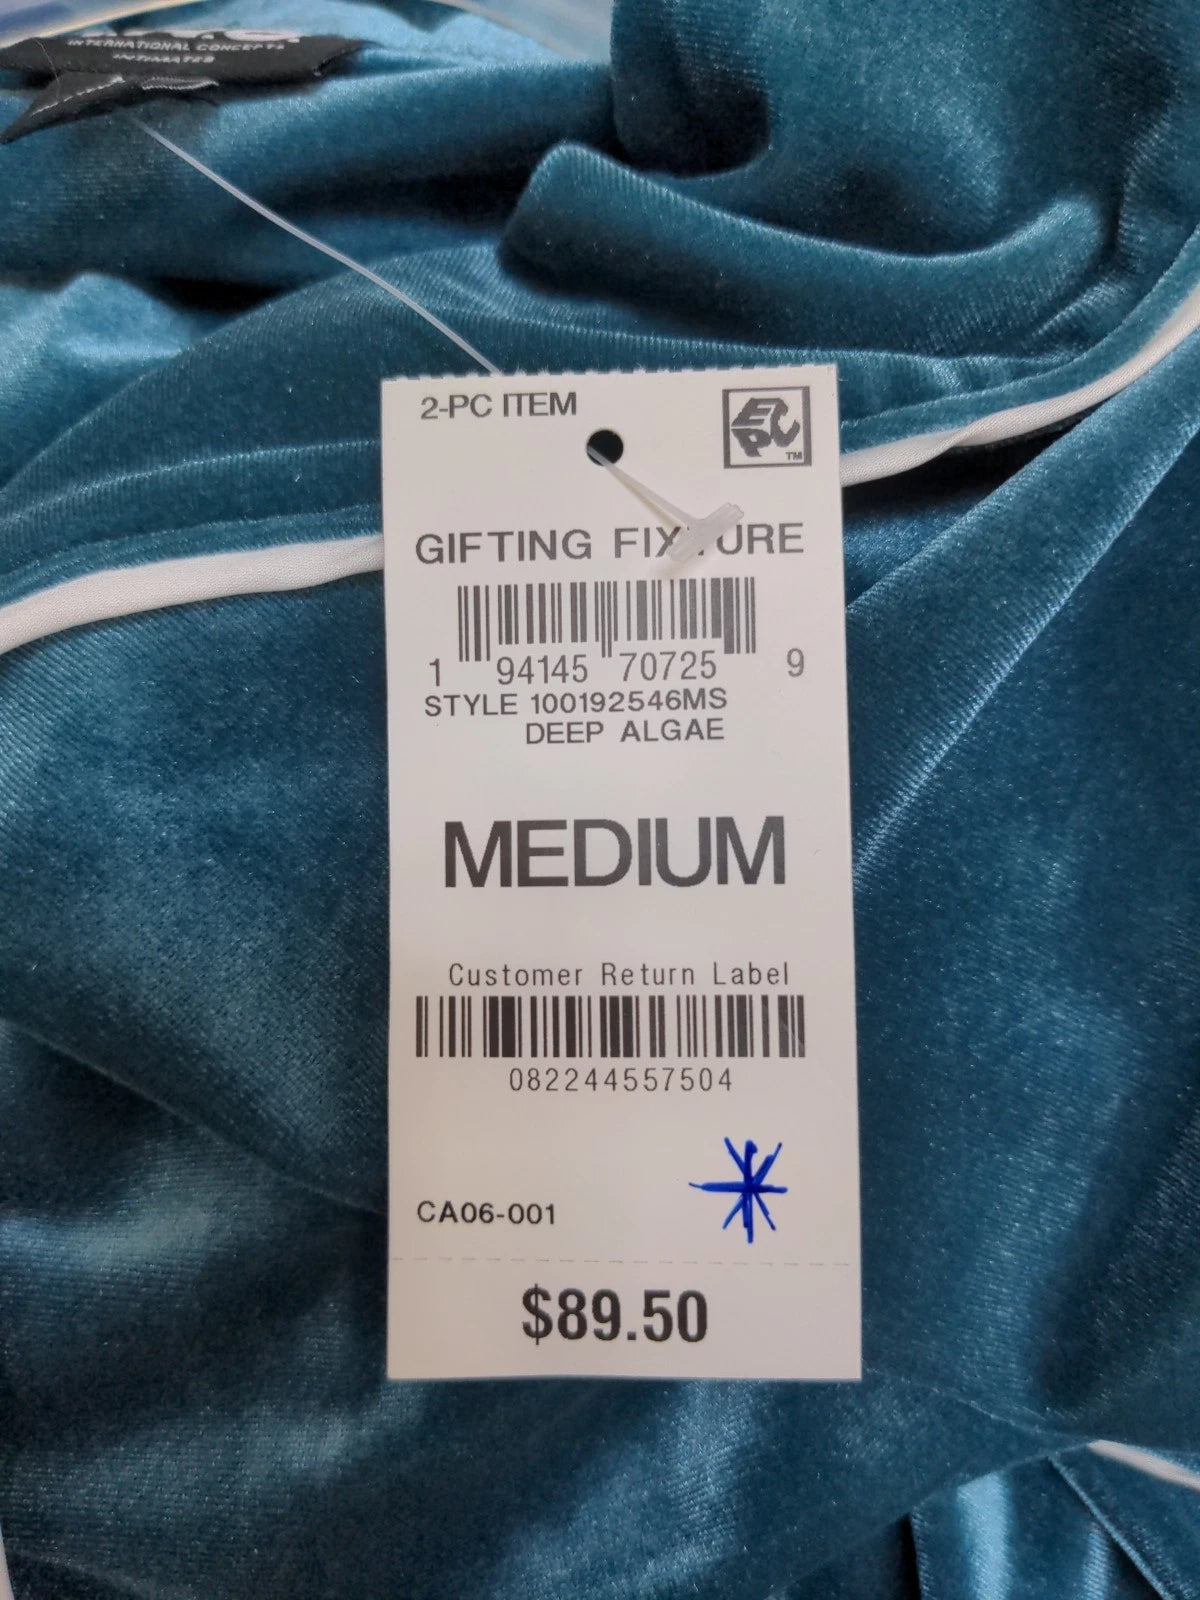 INTERNATIONAL CONCEPTS
INTIMATES
2-PC ITEM
EPC
TM
GIFTING FIXTURE
1 94145 70725 9
STYLE 100192546MS
DEEP ALGAE
MEDIUM
Customer Return Label
082244557504
CA06-001
$89.50